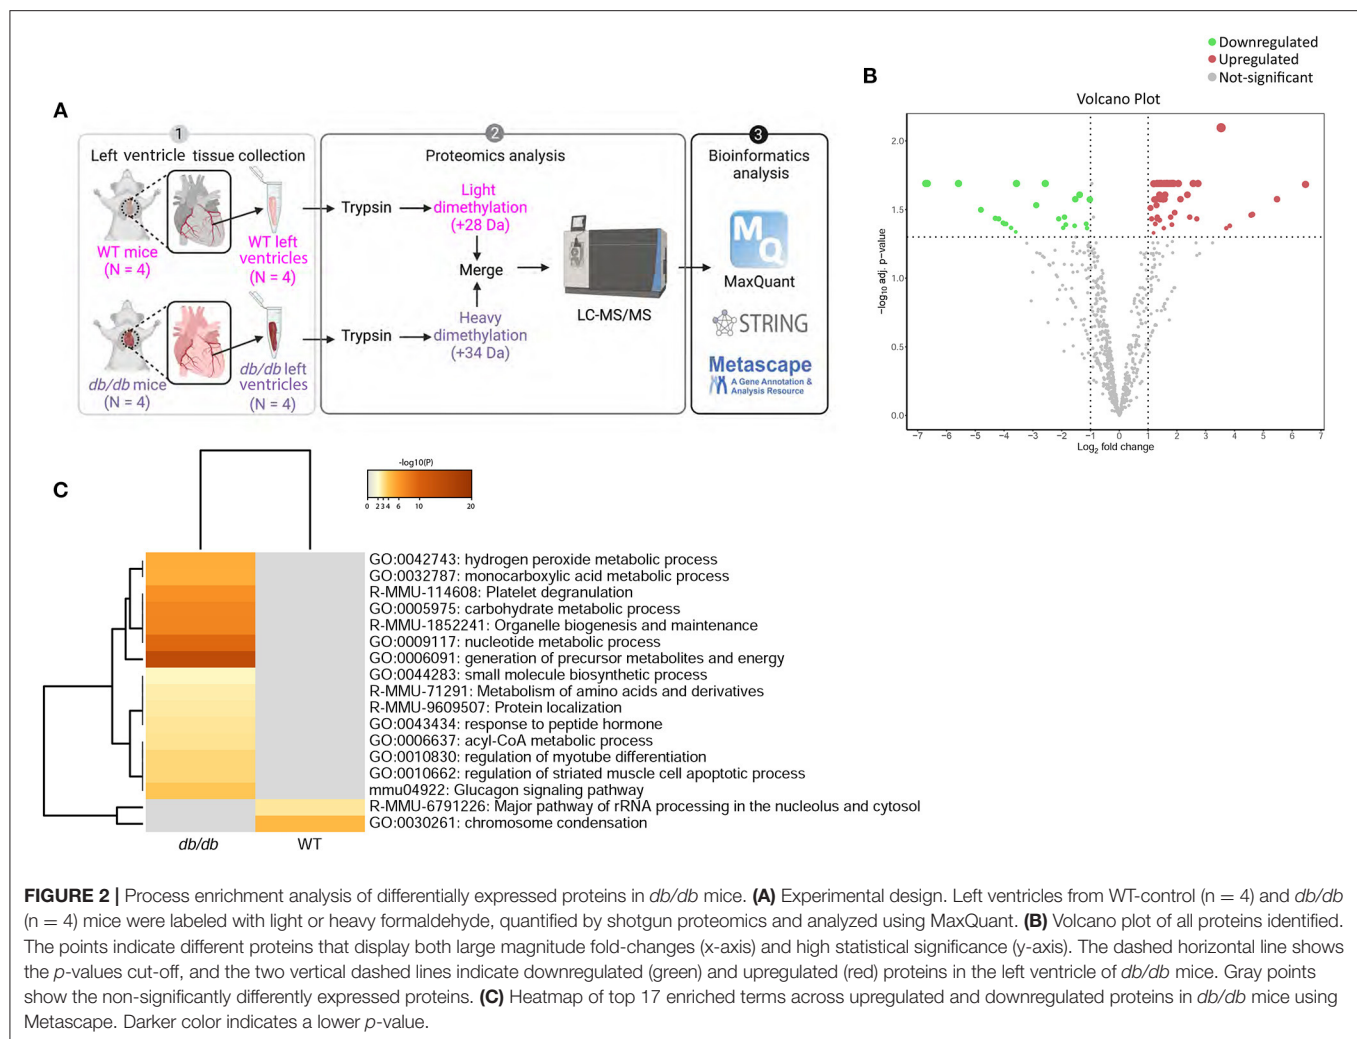 A
1
Left ventricle tissue collection
WT mice
(N = 4)
WT left
ventricles
(N = 4)
db/db mice
(N = 4)
db/db left
ventricles
(N = 4)
2
Proteomics analysis
Trypsin
Light
dimethylation
(+28 Da)
Merge
Trypsin
Heavy
dimethylation
(+34 Da)
LC-MS/MS
3
Bioinformatics
analysis
MQ
MaxQuant
STRING
Metascape
A Gene Annotation &
Analysis Resource
B
Downregulated
Upregulated
Not-significant
Volcano Plot
−log10 adj. p−value
2.0
1.5
1.0
0.5
0.0
−7 −6 −5 −4 −3 −2 −1 0 1 2 3 4 5 6 7
Log2 fold change
C
-log10(P)
0 2 3 4 6 10 20
GO:0042743: hydrogen peroxide metabolic process
GO:0032787: monocarboxylic acid metabolic process
R-MMU-114608: Platelet degranulation
GO:0005975: carbohydrate metabolic process
R-MMU-1852241: Organelle biogenesis and maintenance
GO:0009117: nucleotide metabolic process
GO:0006091: generation of precursor metabolites and energy
GO:0044283: small molecule biosynthetic process
R-MMU-71291: Metabolism of amino acids and derivatives
R-MMU-9609507: Protein localization
GO:0043434: response to peptide hormone
GO:0006637: acyl-CoA metabolic process
GO:0010830: regulation of myotube differentiation
GO:0010662: regulation of striated muscle cell apoptotic process
mmu04922: Glucagon signaling pathway
R-MMU-6791226: Major pathway of rRNA processing in the nucleolus and cytosol
GO:0030261: chromosome condensation
db/db WT
FIGURE 2 | Process enrichment analysis of differentially expressed proteins in db/db mice. (A) Experimental design. Left ventricles from WT-control (n = 4) and db/db
(n = 4) mice were labeled with light or heavy formaldehyde, quantified by shotgun proteomics and analyzed using MaxQuant. (B) Volcano plot of all proteins identified.
The points indicate different proteins that display both large magnitude fold-changes (x-axis) and high statistical significance (y-axis). The dashed horizontal line shows
the p-values cut-off, and the two vertical dashed lines indicate downregulated (green) and upregulated (red) proteins in the left ventricle of db/db mice. Gray points
show the non-significantly differently expressed proteins. (C) Heatmap of top 17 enriched terms across upregulated and downregulated proteins in db/db mice using
Metascape. Darker color indicates a lower p-value.